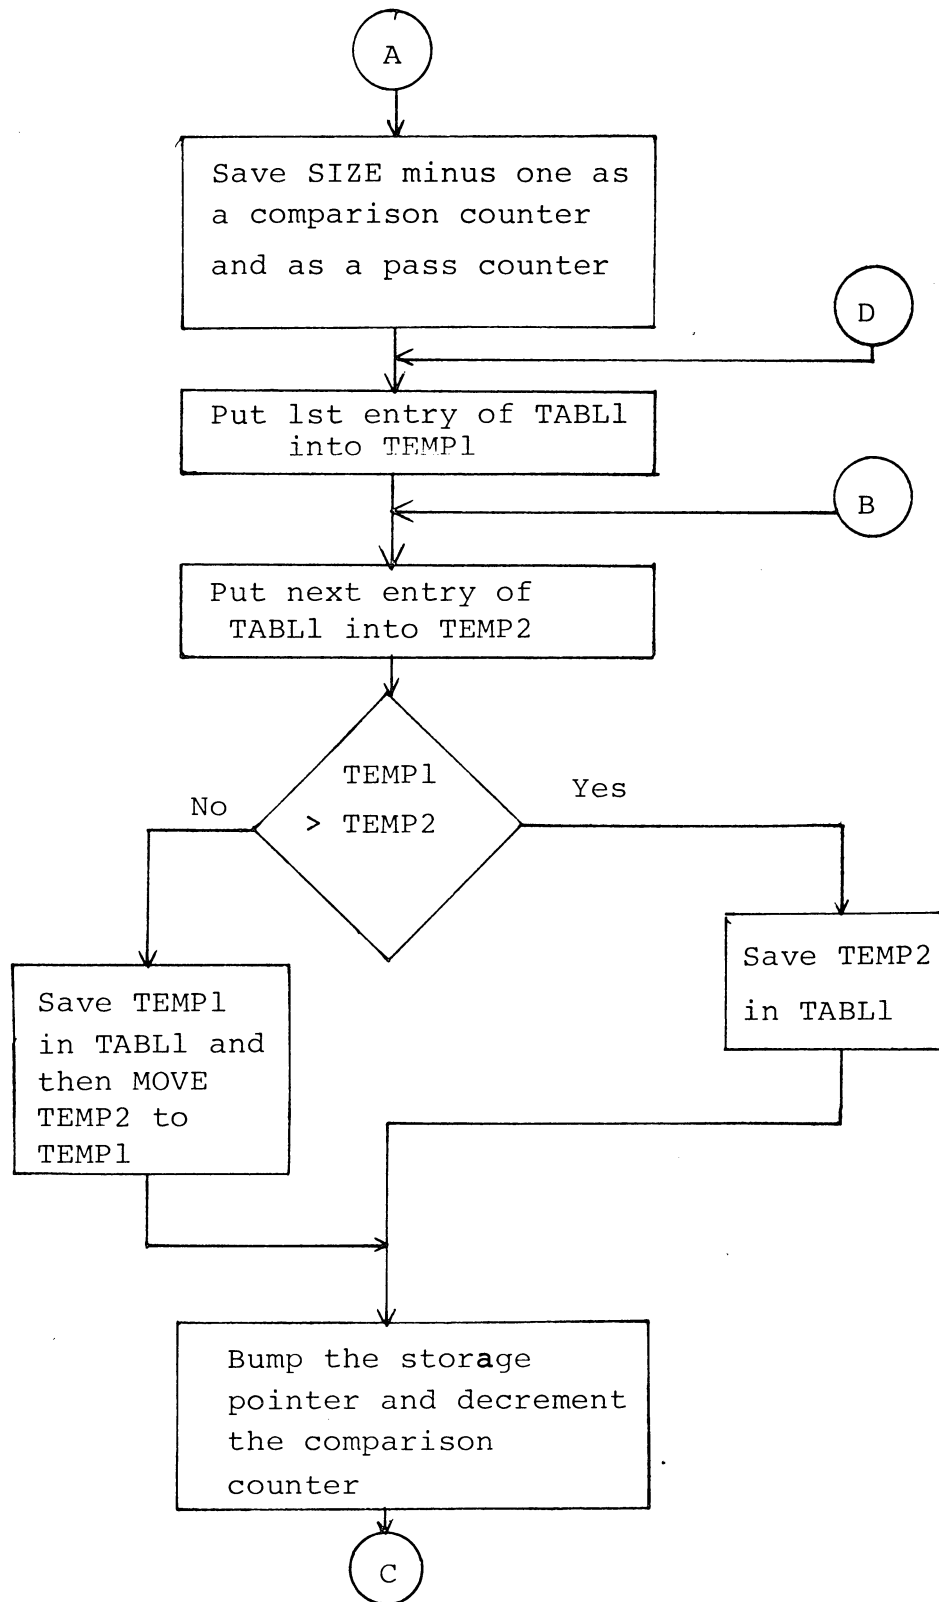 A
Save SIZE minus one as
a comparison counter
and as a pass counter
D
Put 1st entry of TABL1
into TEMP1
B
Put next entry of
TABL1 into TEMP2
TEMP1
> TEMP2
No
Yes
Save TEMP2
in TABL1
Save TEMP1
in TABL1 and
then MOVE
TEMP2 to
TEMP1
Bump the storage
pointer and decrement
the comparison
counter
C